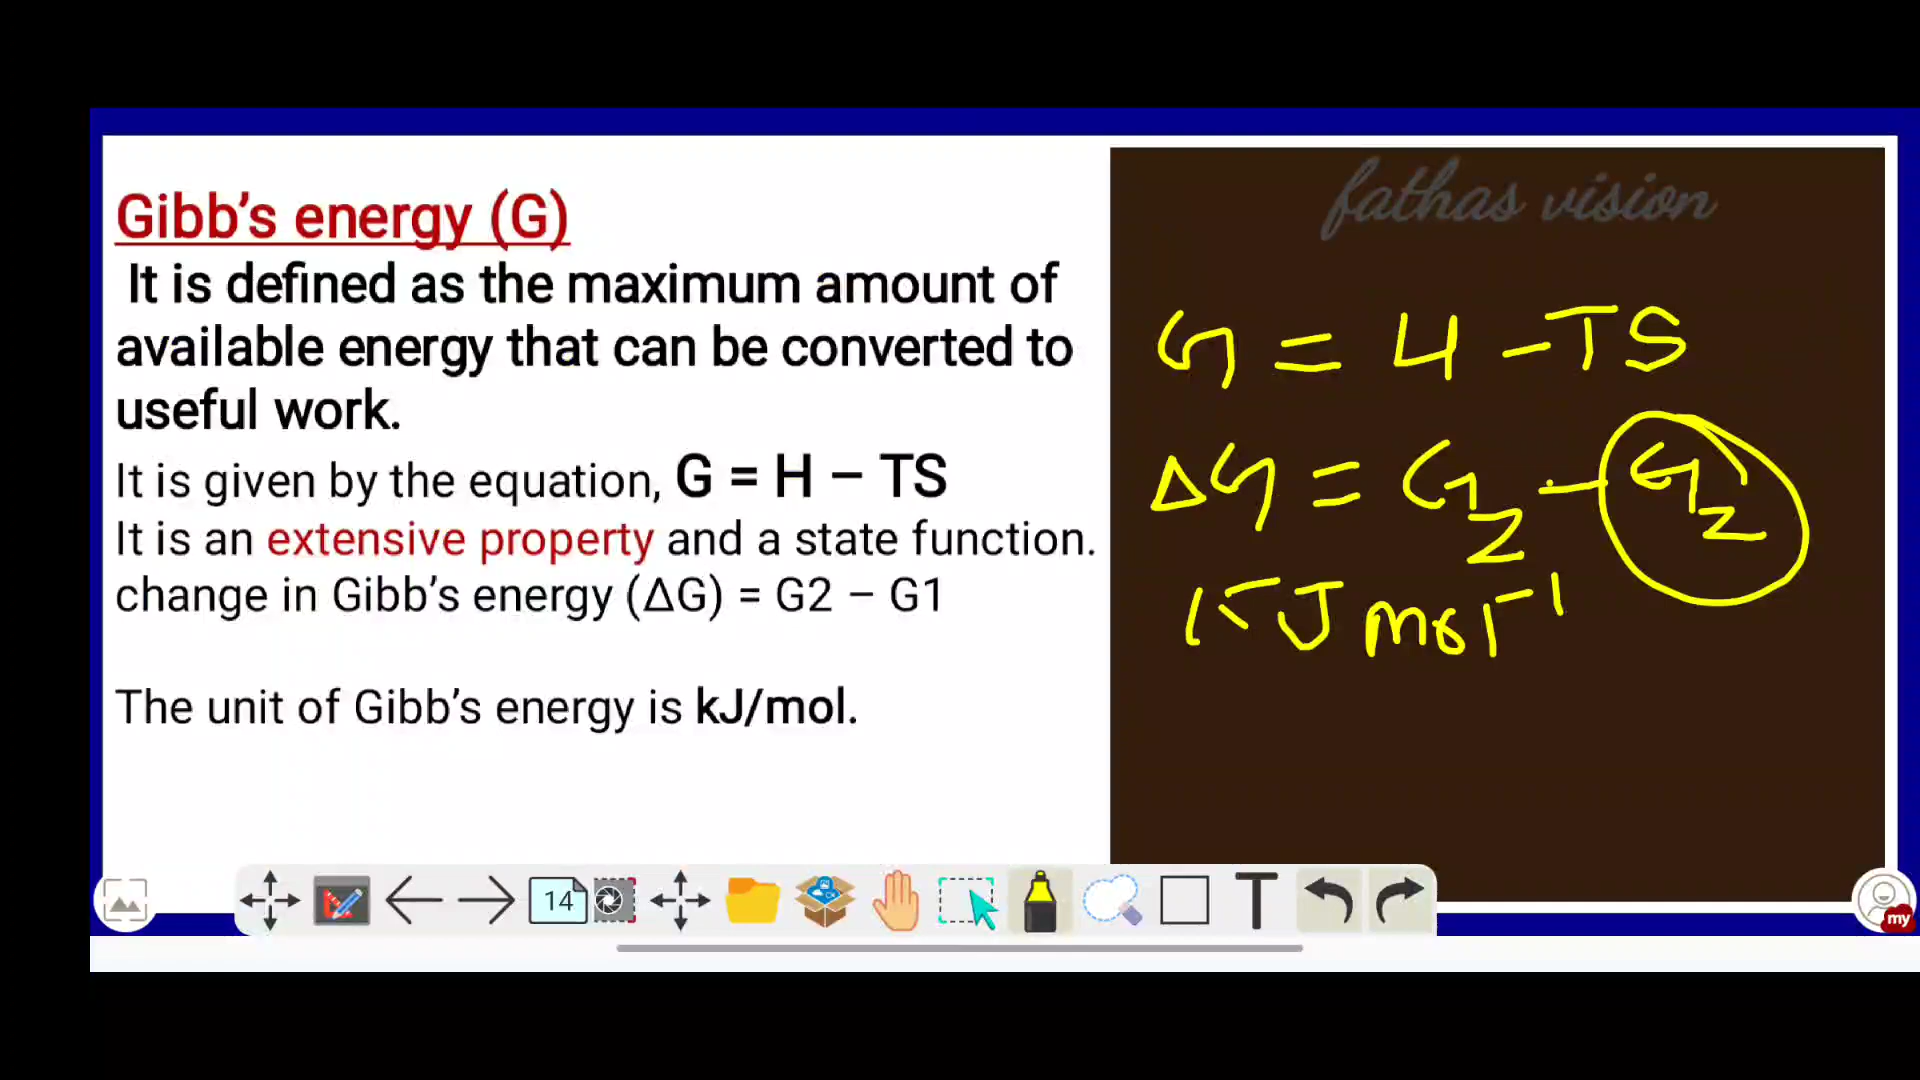 Gibb’s energy (G)
It is defined as the maximum amount of
available energy that can be converted to
useful work.
It is given by the equation, G = H – TS
It is an extensive property and a state function.
change in Gibb’s energy (ΔG) = G2 – G1
The unit of Gibb’s energy is kJ/mol.
fathas vision
G = H - TS
ΔG = G₂ - G₂
KJ mol⁻¹
14
T
my